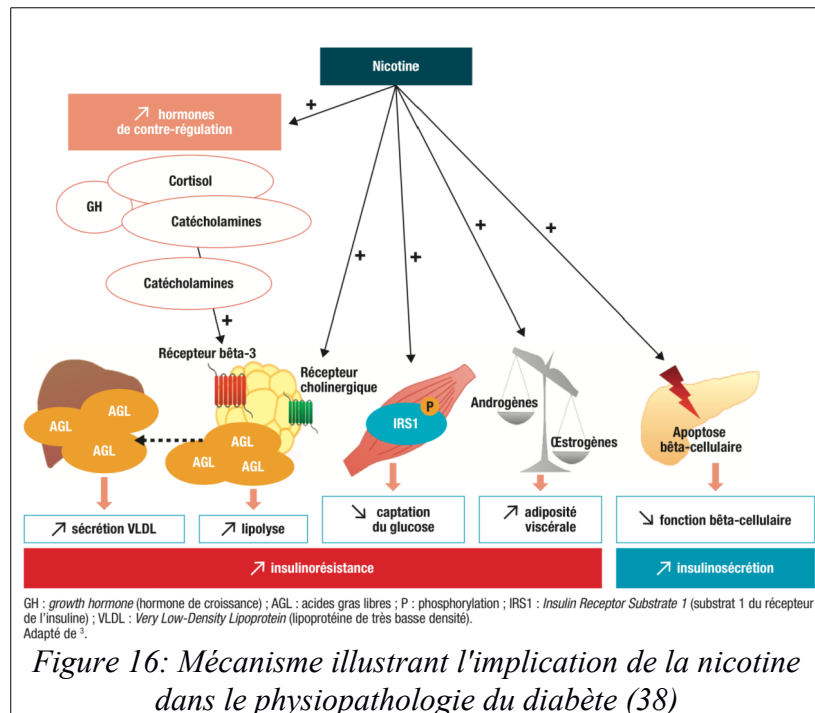 Nicotine
+
↗ hormones
de contre-régulation
Cortisol
GH
Catécholamines
+
+
+
+
Catécholamines
+
Récepteur bêta-3
Récepteur
cholinergique
AGL
AGL
AGL
AGL
AGL
AGL
IRS1
P
Androgènes
Œstrogènes
Apoptose
bêta-cellulaire
↗ sécrétion VLDL
↗ lipolyse
↘ captation
du glucose
↗ adiposité
viscérale
↘ fonction bêta-cellulaire
↗ insulinorésistance
↗ insulinosécrétion
GH : growth hormone (hormone de croissance) ; AGL : acides gras libres ; P : phosphorylation ; IRS1 : Insulin Receptor Substrate 1 (substrat 1 du récepteur
de l'insuline) ; VLDL : Very Low-Density Lipoprotein (lipoprotéine de très basse densité).
Adapté de ³.
Figure 16: Mécanisme illustrant l'implication de la nicotine
dans le physiopathologie du diabète (38)